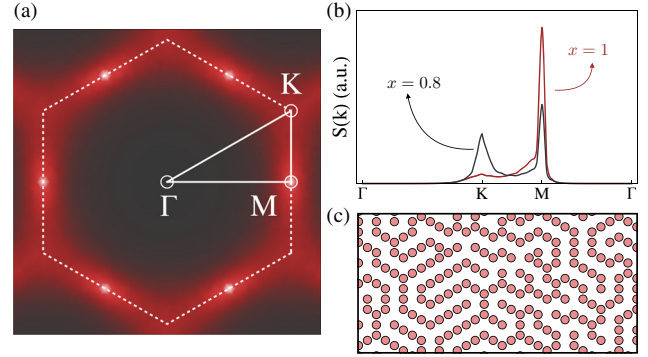 (a)
K
Γ
M
(b)
S(k) (a.u.)
x = 0.8
x = 1
Γ
K
M
Γ
(c)